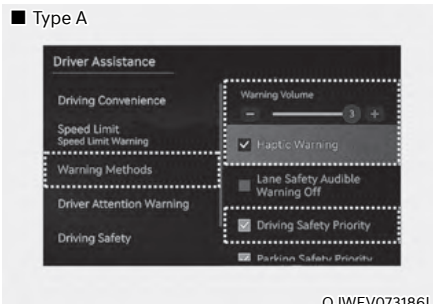 ■ Type A
Driver Assistance
Driving Convenience
Speed Limit
Speed Limit Warning
Warning Methods
Driver Attention Warning
Driving Safety
Warning Volume
- 3 +
Haptic Warning
Lane Safety Audible
Warning Off
Driving Safety Priority
Parking Safety Priority
OJWEV073186L